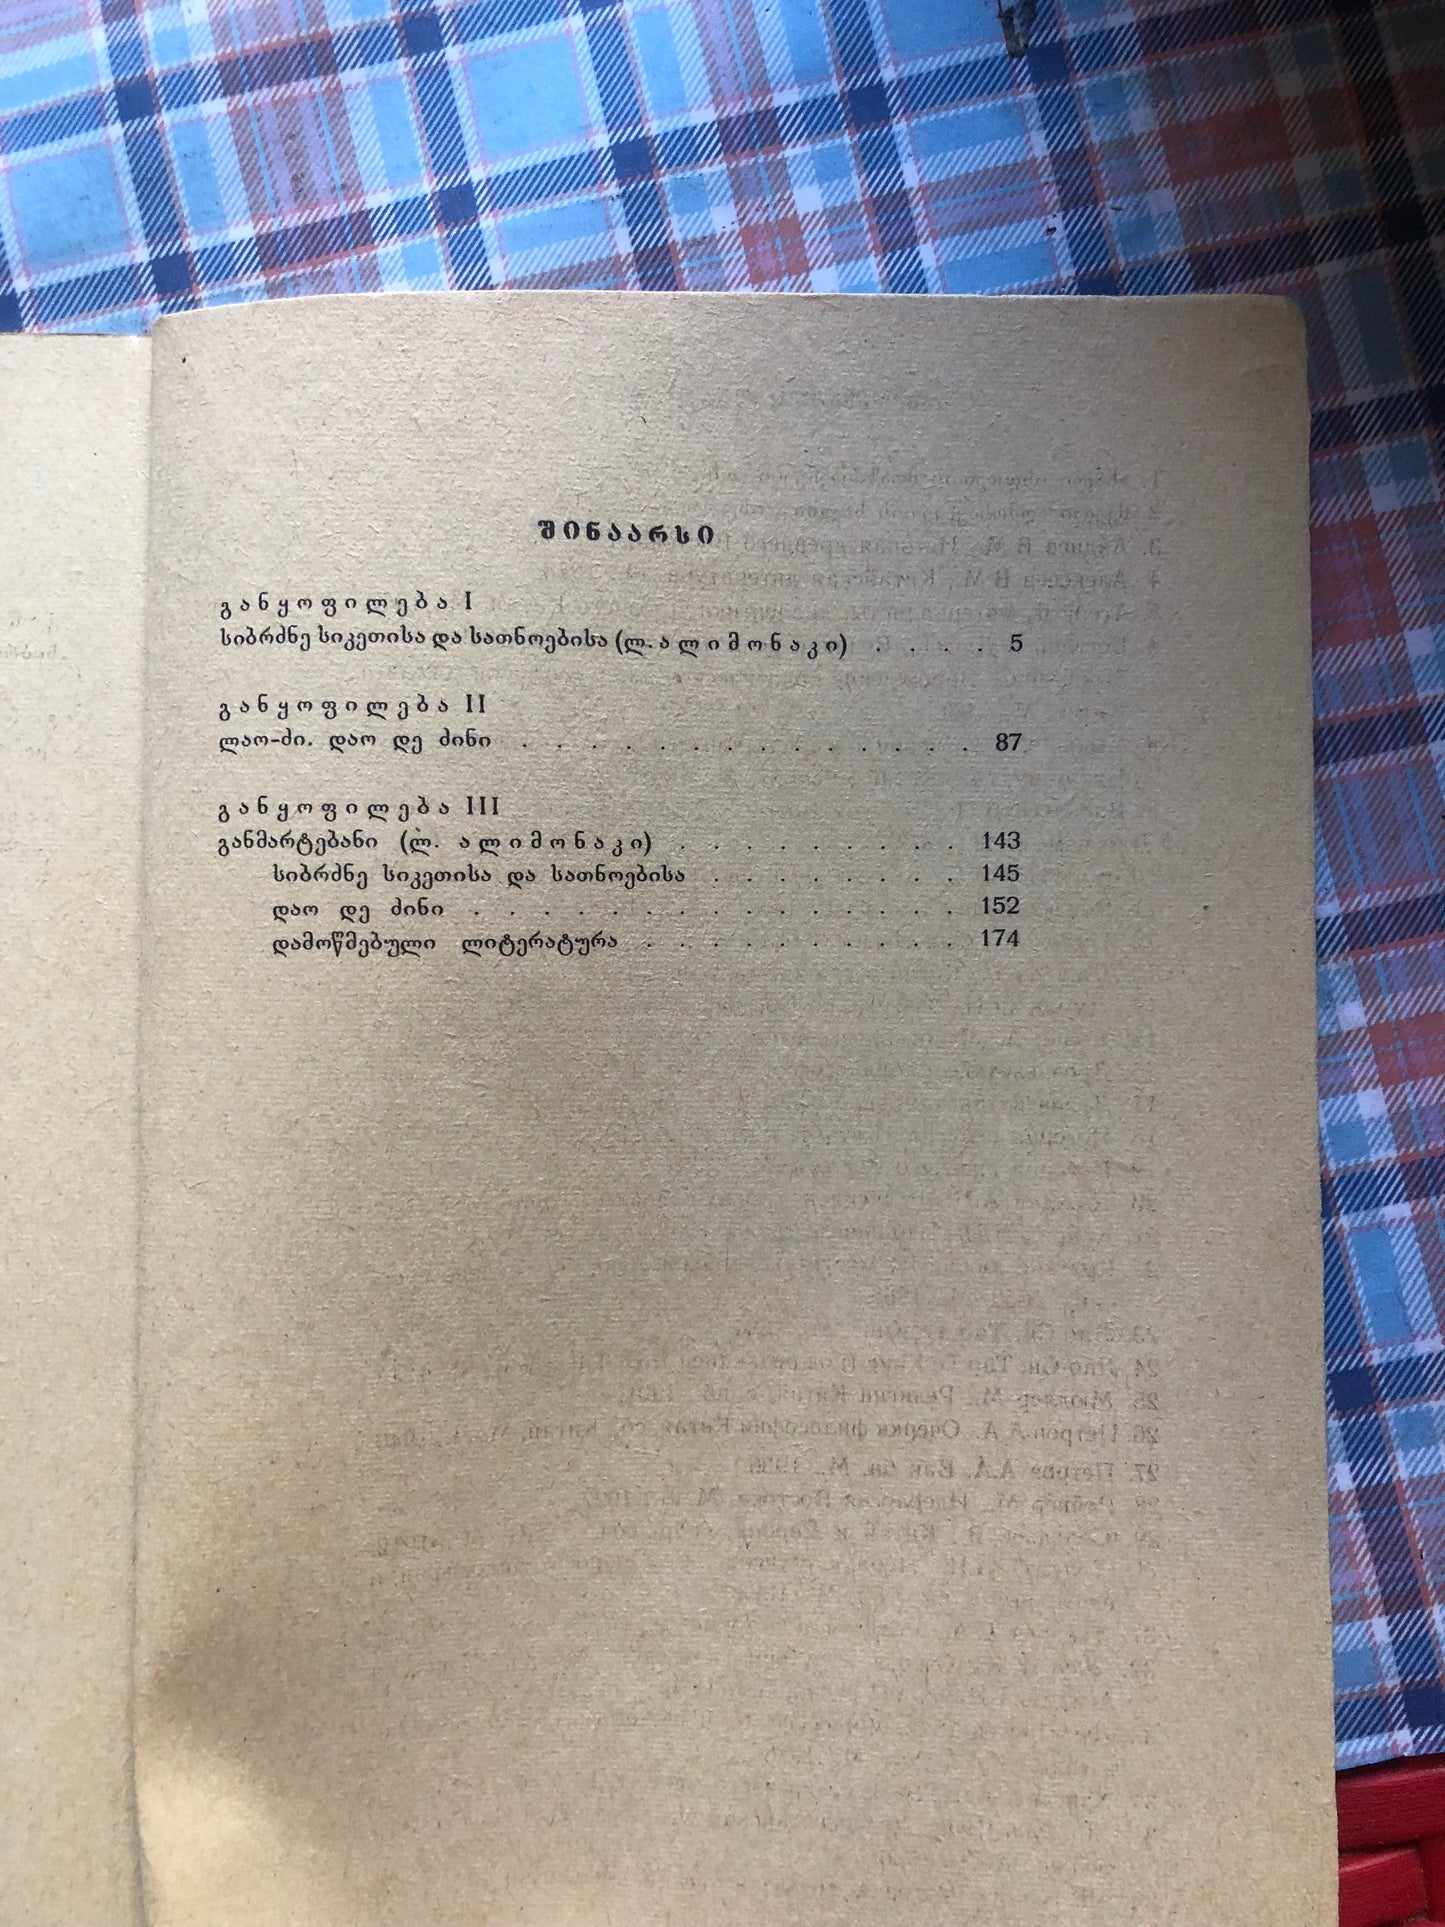 შინაარსი
განყოფილება I
სიბრძნე სიკეთისა და სათნოებისა (ლ. ალიმონაკი) . . . . 5
განყოფილება II
ლაო-ძი. დაო დე ძინი . . . . . . . . . . . . . . 87
განყოფილება III
განმარტებანი (ლ. ალიმონაკი) . . . . . . . . . 143
სიბრძნე სიკეთისა და სათნოებისა . . . . . . . . 145
დაო დე ძინი . . . . . . . . . . . . . . . 152
დამოწმებული ლიტერატურა . . . . . . . . . . 174